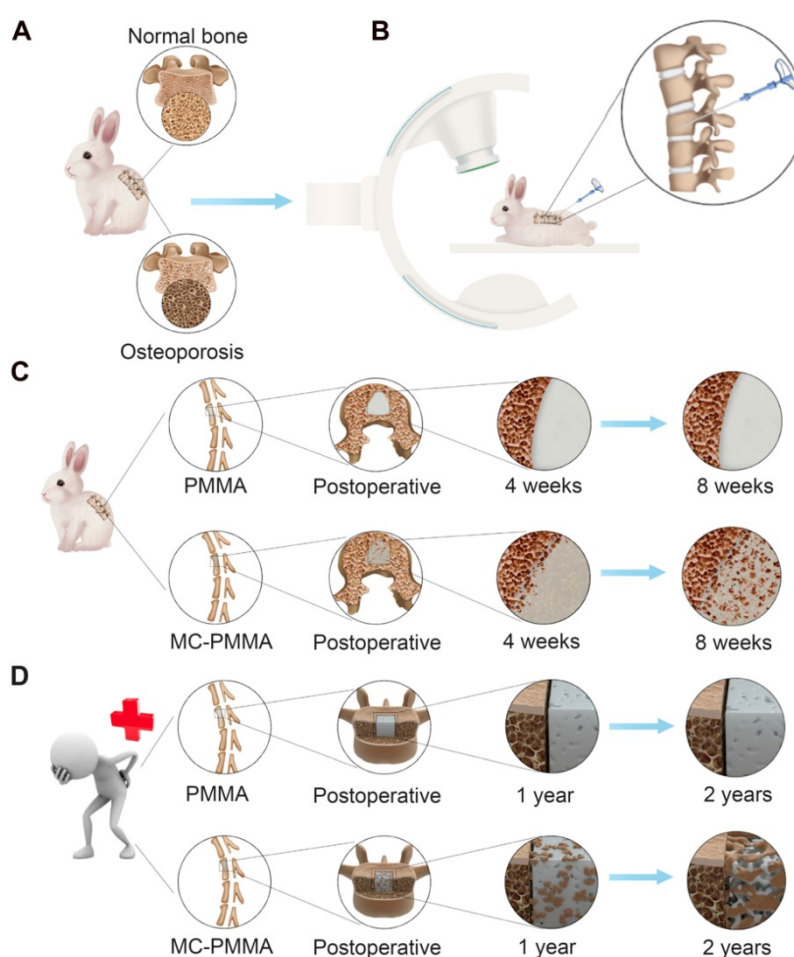 A
Normal bone
Osteoporosis
B
C
PMMA
Postoperative
4 weeks
8 weeks
MC-PMMA
Postoperative
4 weeks
8 weeks
D
PMMA
Postoperative
1 year
2 years
MC-PMMA
Postoperative
1 year
2 years